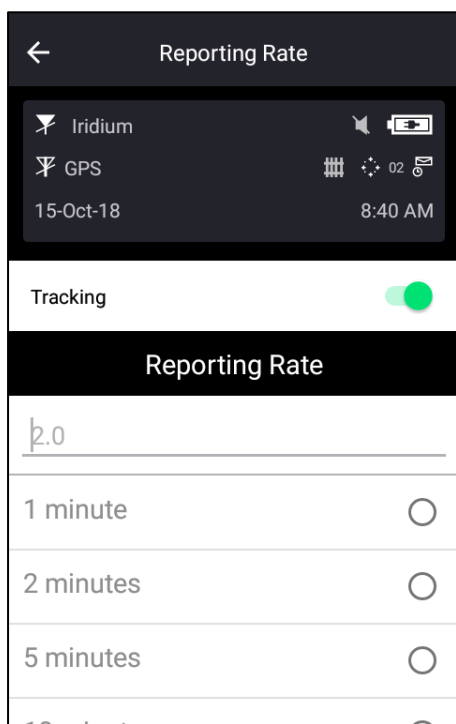 Reporting Rate
Iridium
GPS
02
15-Oct-18 8:40 AM
Tracking
Reporting Rate
2.0
1 minute
2 minutes
5 minutes